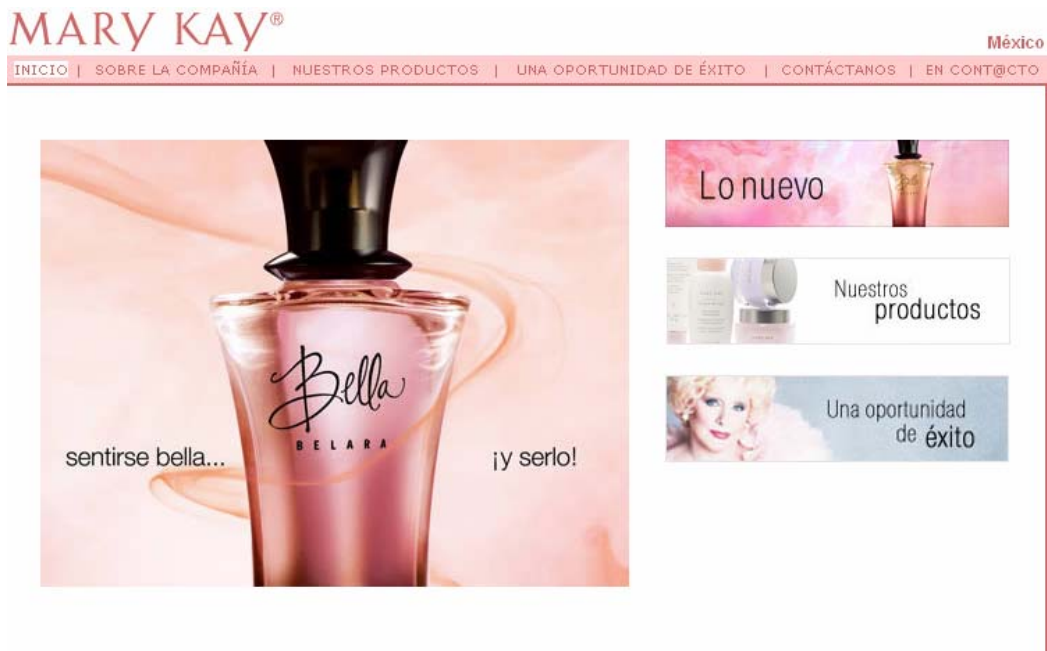 MARY KAY®
México
INICIO | SOBRE LA COMPAÑÍA | NUESTROS PRODUCTOS | UNA OPORTUNIDAD DE ÉXITO | CONTÁCTANOS | EN CONT@CTO
Bella
BELARA
sentirse bella... ¡y serlo!
Lo nuevo
Nuestros
productos
Una oportunidad
de éxito